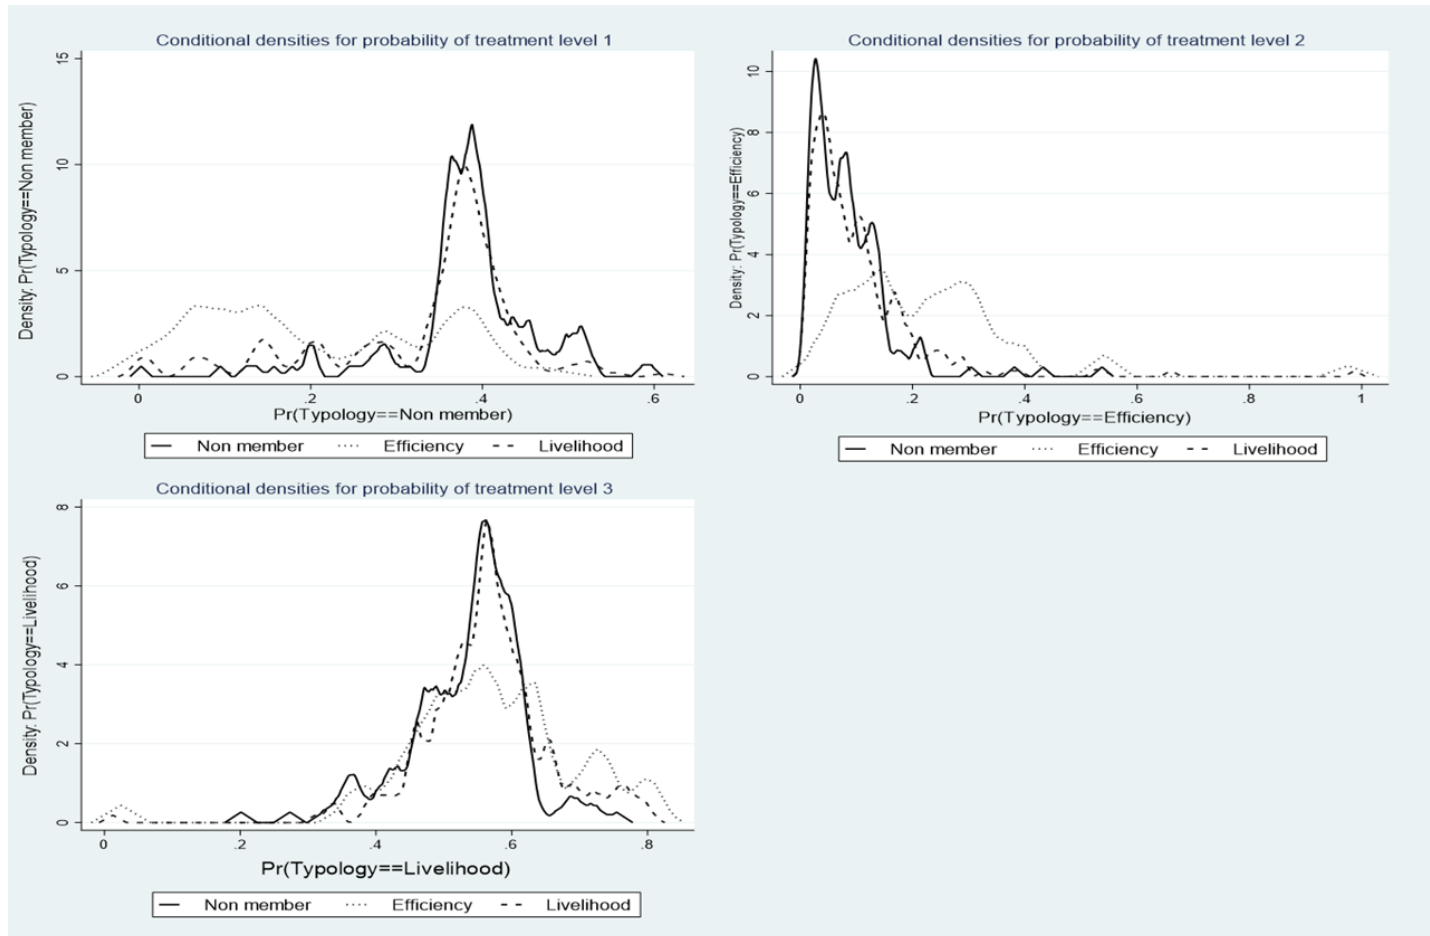 Conditional densities for probability of treatment level 1
Density: Pr(Typology==Non member)
15
10
5
0
0 .2 .4 .6
Pr(Typology==Non member)
Non member Efficiency Livelihood
Conditional densities for probability of treatment level 2
Density: Pr(Typology==Efficiency)
10
8
6
4
2
0
0 .2 .4 .6 .8 1
Pr(Typology==Efficiency)
Non member Efficiency Livelihood
Conditional densities for probability of treatment level 3
Density: Pr(Typology==Livelihood)
8
6
4
2
0
0 .2 .4 .6 .8
Pr(Typology==Livelihood)
Non member Efficiency Livelihood